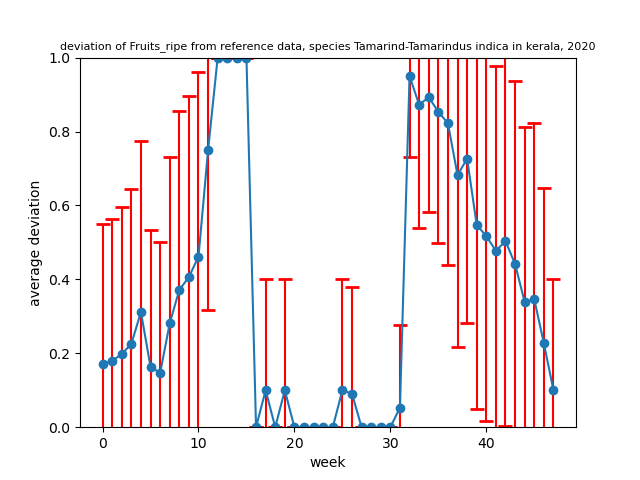 deviation of Fruits_ripe from reference data, species Tamarind-Tamarindus indica in kerala, 2020
1.0
0.8
0.6
0.4
0.2
0.0
average deviation
0 10 20 30 40
week